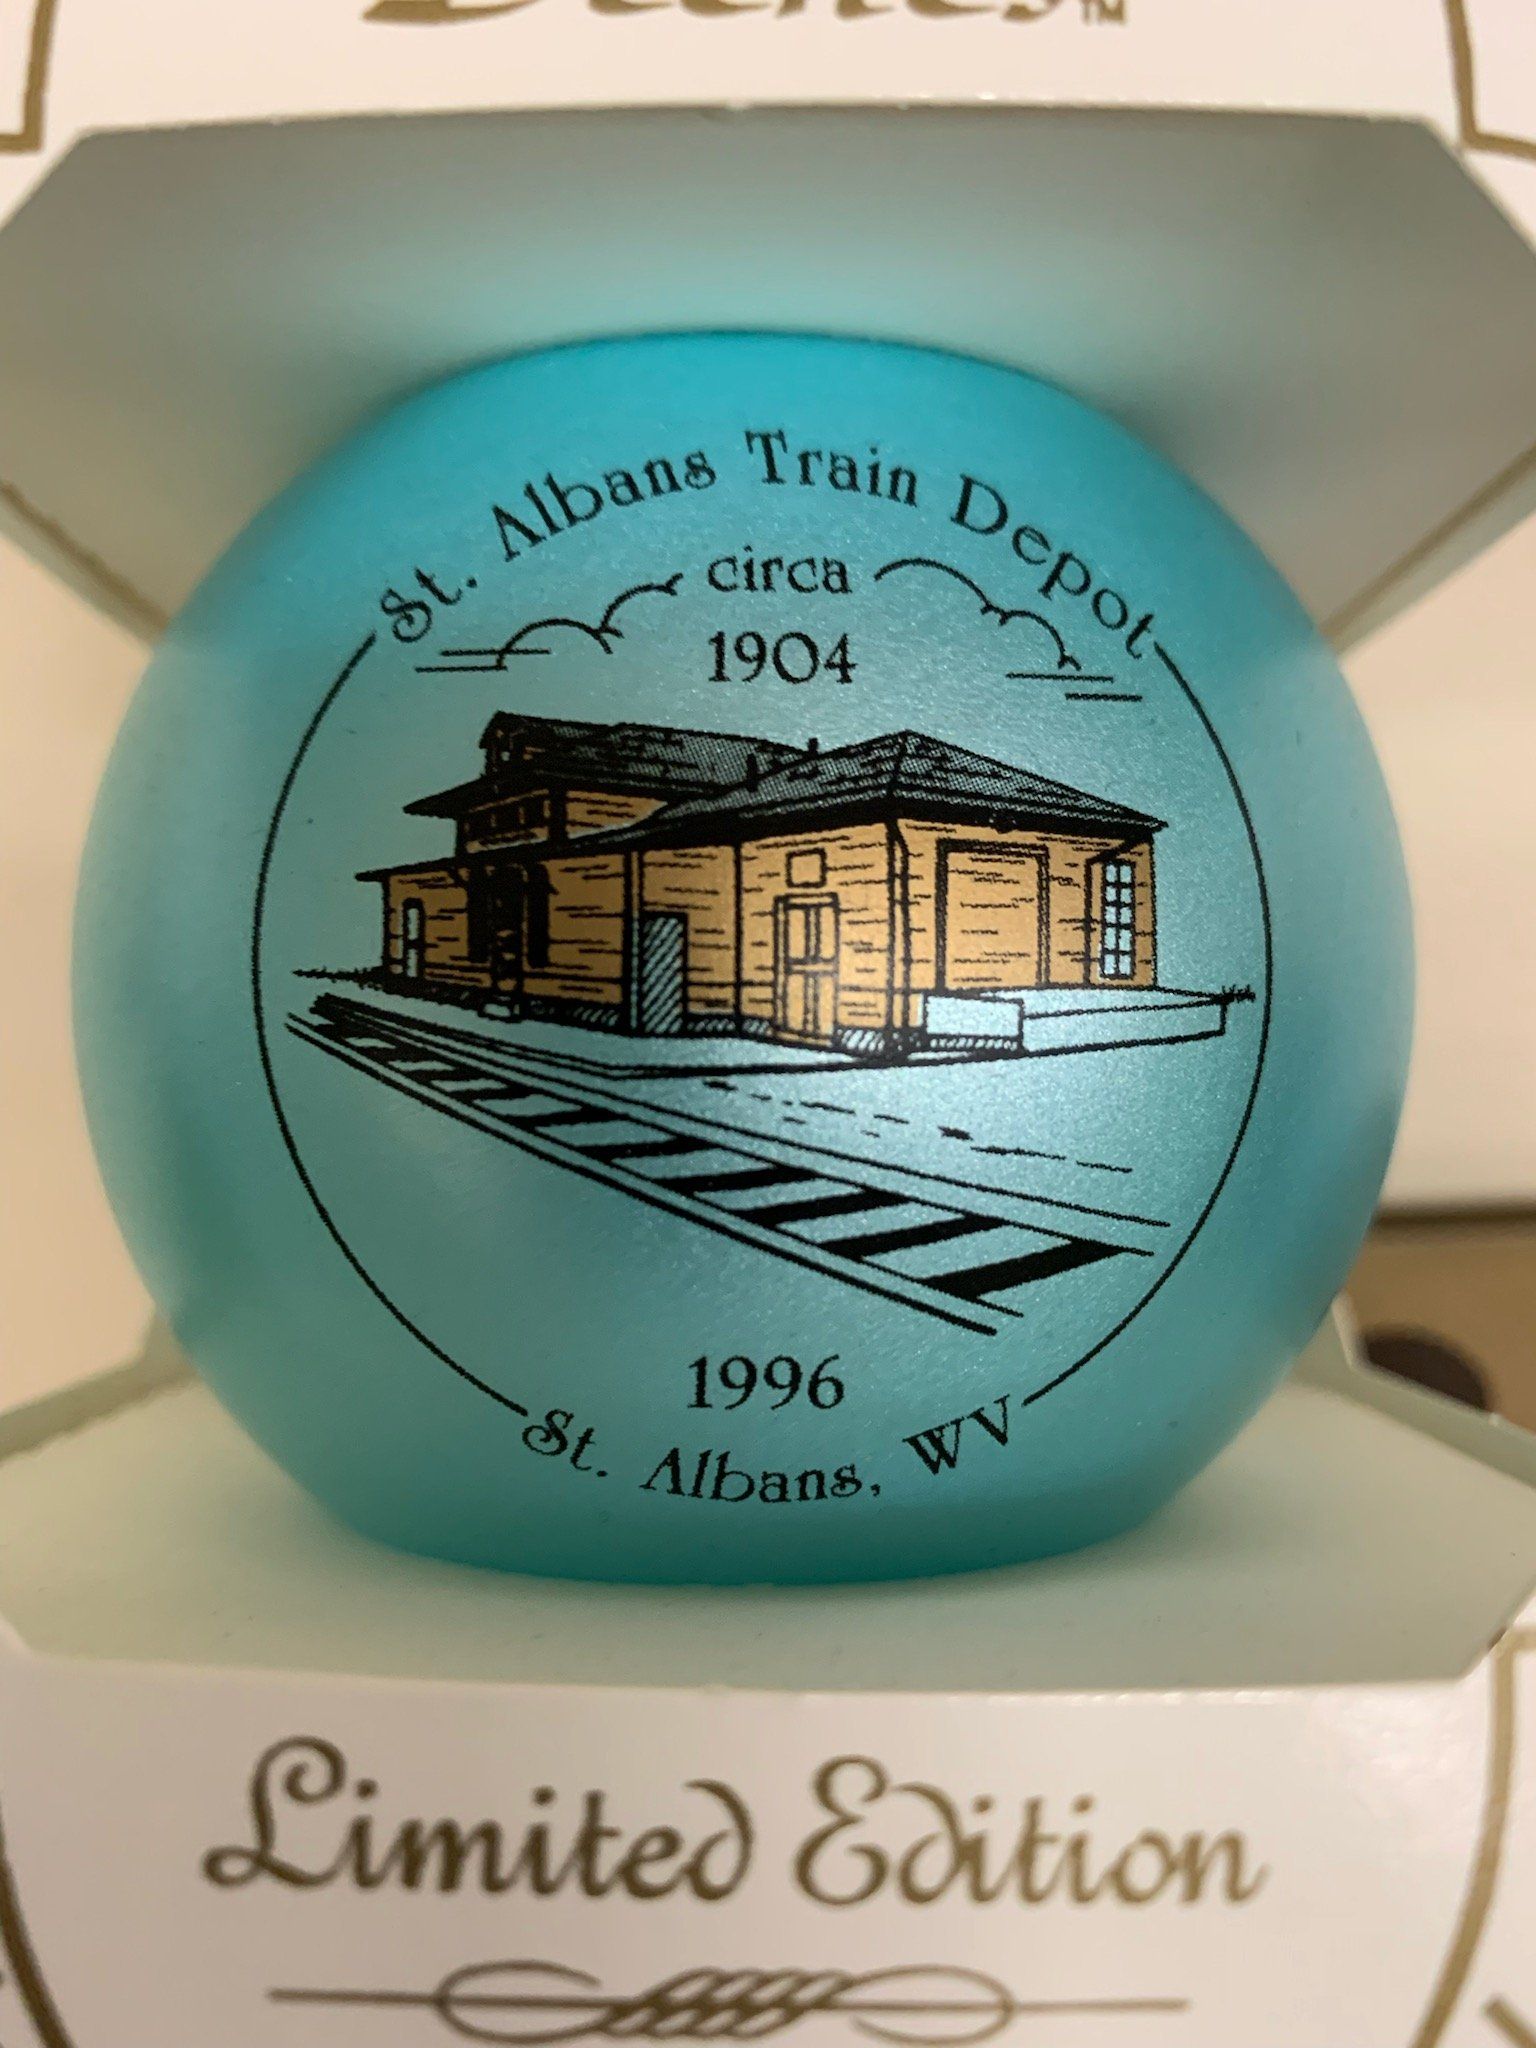 St. Albans Train Depot
circa
1904
1996
St. Albans, WV
Limited Edition